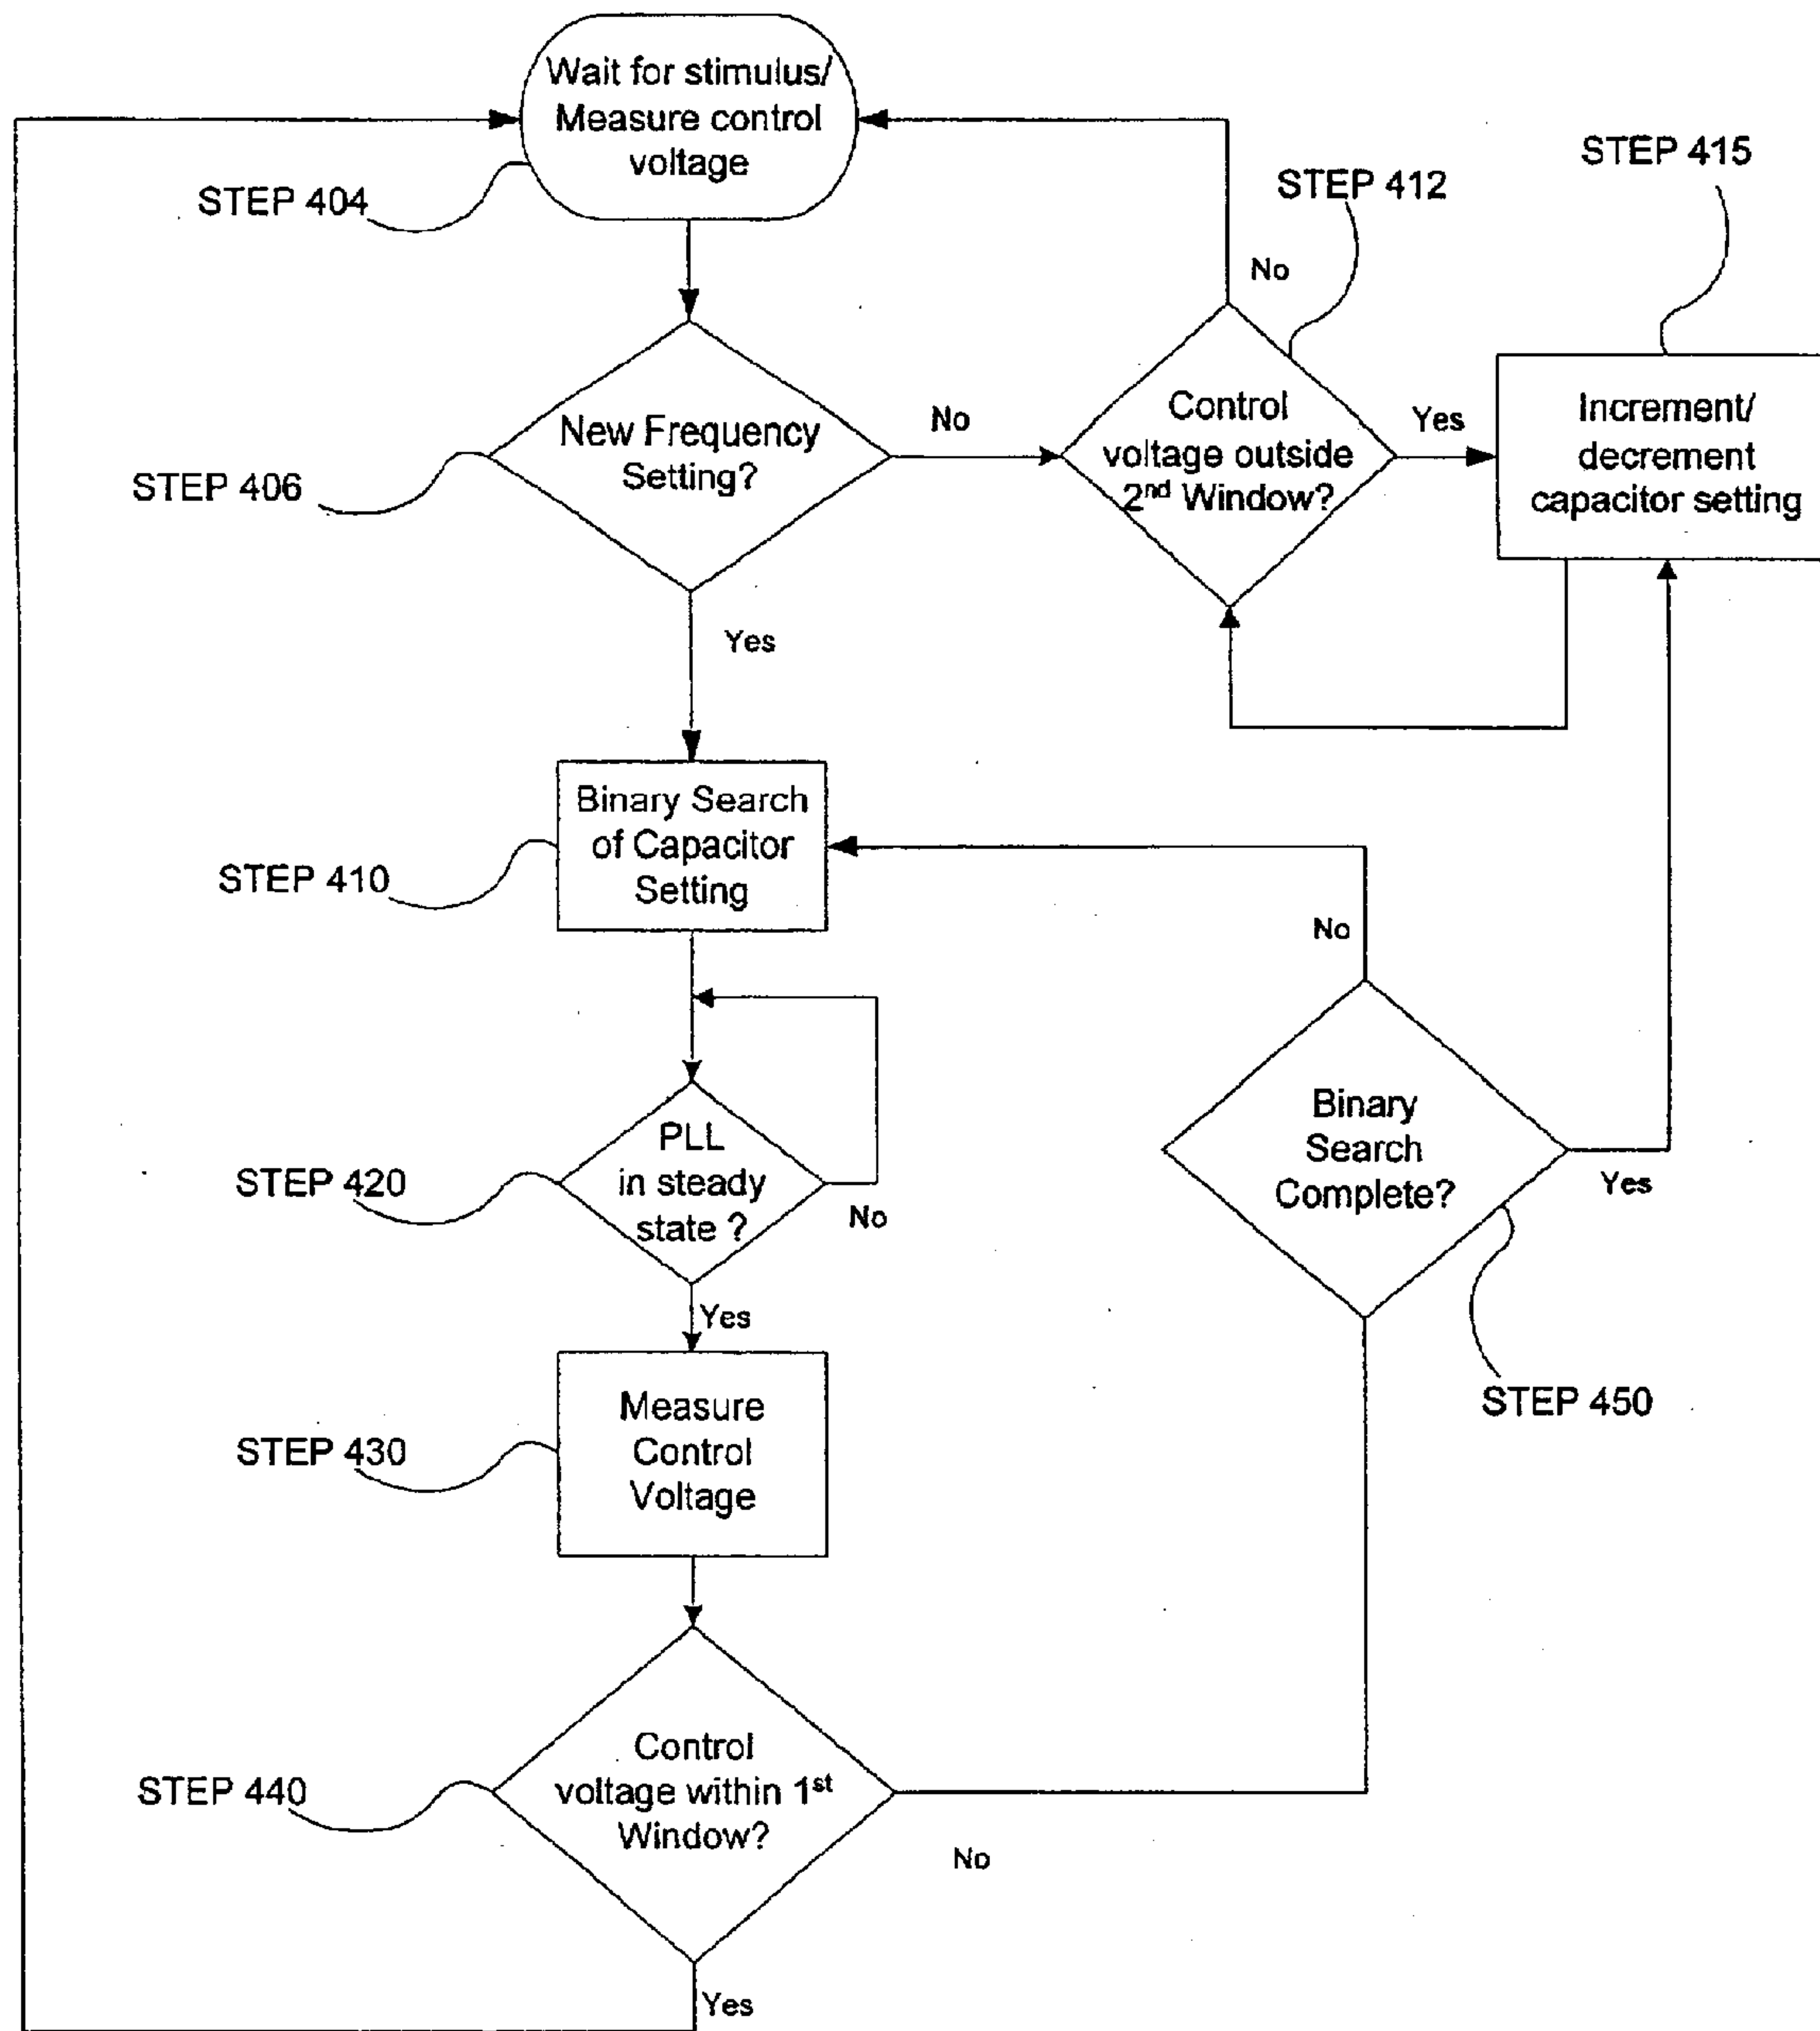 Wait for stimulus/
Measure control
voltage
STEP 404
STEP 412
STEP 415
No
New Frequency
Setting?
STEP 406
No
Control
voltage outside
2nd Window?
Yes
Increment/
decrement
capacitor setting
Yes
Binary Search
of Capacitor
Setting
STEP 410
No
PLL
in steady
state ?
STEP 420
No
Binary
Search
Complete?
Yes
STEP 450
Yes
Measure
Control
Voltage
STEP 430
Control
voltage within 1st
Window?
STEP 440
No
Yes